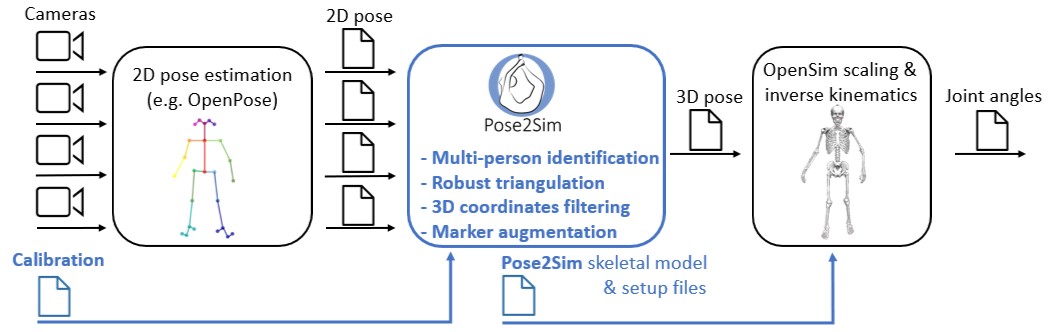 Cameras
2D pose estimation
(e.g. OpenPose)
2D pose
Pose2Sim
- Multi-person identification
- Robust triangulation
- 3D coordinates filtering
- Marker augmentation
3D pose
OpenSim scaling &
inverse kinematics
Joint angles
Calibration
Pose2Sim skeletal model
& setup files